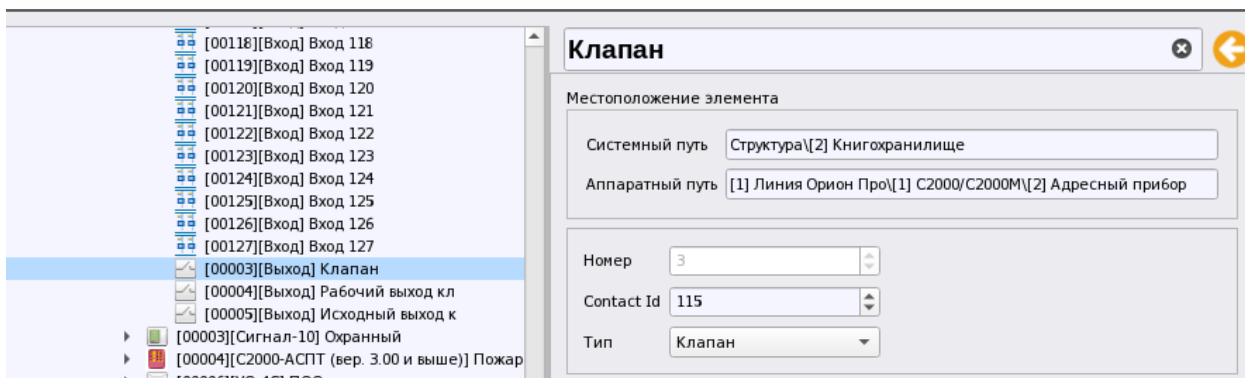 [00118][Вход] Вход 118
[00119][Вход] Вход 119
[00120][Вход] Вход 120
[00121][Вход] Вход 121
[00122][Вход] Вход 122
[00123][Вход] Вход 123
[00124][Вход] Вход 124
[00125][Вход] Вход 125
[00126][Вход] Вход 126
[00127][Вход] Вход 127
[00003][Выход] Клапан
[00004][Выход] Рабочий выход кл
[00005][Выход] Исходный выход к
[00003][Сигнал-10] Охранный
[00004][С2000-АСПТ (вер. 3.00 и выше)] Пожар
Клапан
Местоположение элемента
Системный путь Структура\[2] Книгохранилище
Аппаратный путь [1] Линия Орион Про\[1] С2000/С2000М\[2] Адресный прибор
Номер 3
Contact Id 115
Тип Клапан